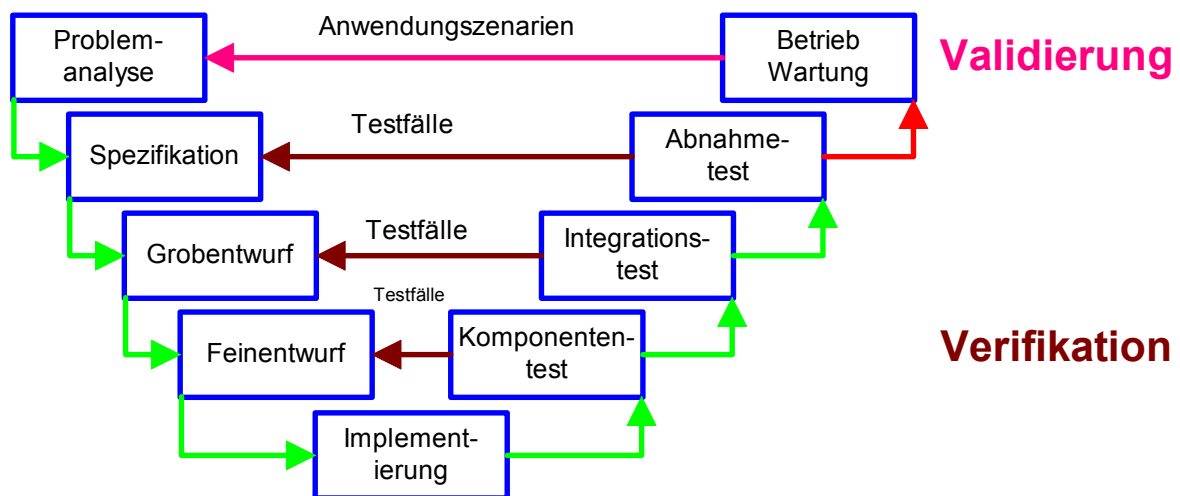 Anwendungszenarien
Problem-
analyse
Betrieb
Wartung
Validierung
Testfälle
Spezifikation
Abnahme-
test
Testfälle
Grobentwurf
Integrations-
test
Testfälle
Feinentwurf
Komponenten-
test
Verifikation
Implement-
ierung